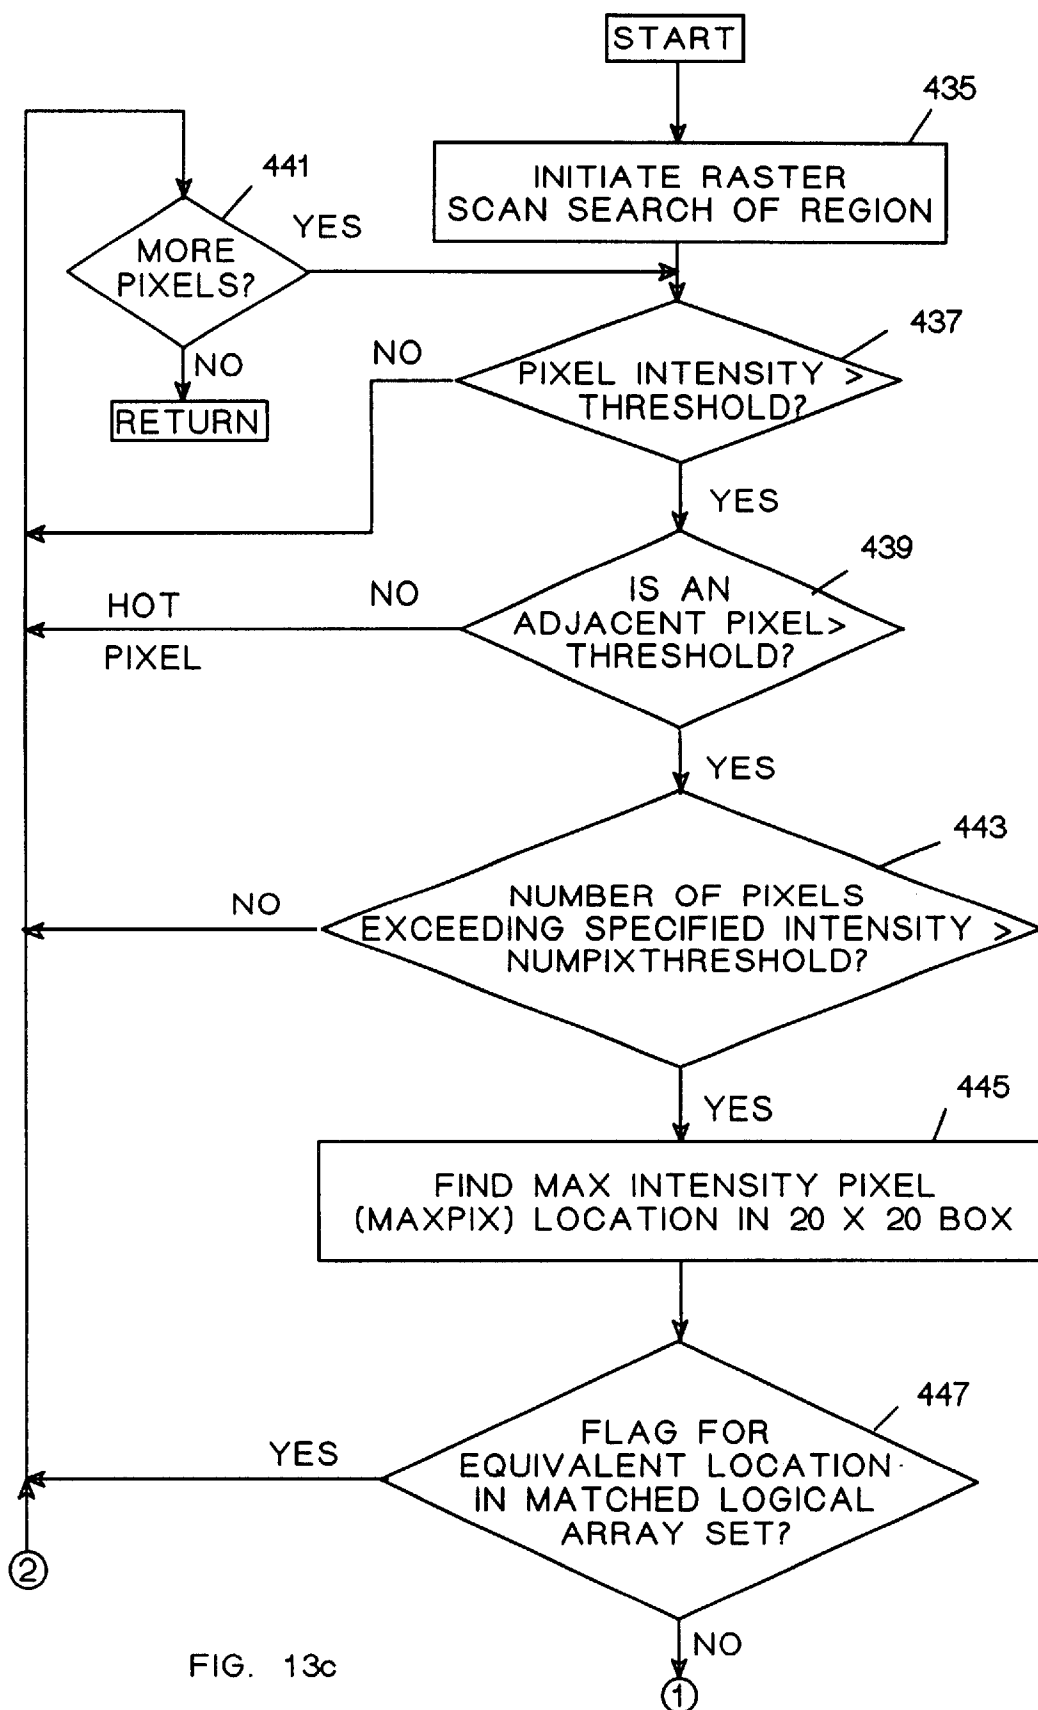 START
435
INITIATE RASTER
SCAN SEARCH OF REGION
441
MORE
PIXELS?
YES
NO
RETURN
437
PIXEL INTENSITY >
THRESHOLD?
NO
YES
439
IS AN
ADJACENT PIXEL>
THRESHOLD?
NO
HOT
PIXEL
YES
443
NUMBER OF PIXELS
EXCEEDING SPECIFIED INTENSITY >
NUMPIXTHRESHOLD?
NO
YES
445
FIND MAX INTENSITY PIXEL
(MAXPIX) LOCATION IN 20 X 20 BOX
447
FLAG FOR
EQUIVALENT LOCATION
IN MATCHED LOGICAL
ARRAY SET?
YES
2
NO
1
FIG. 13c